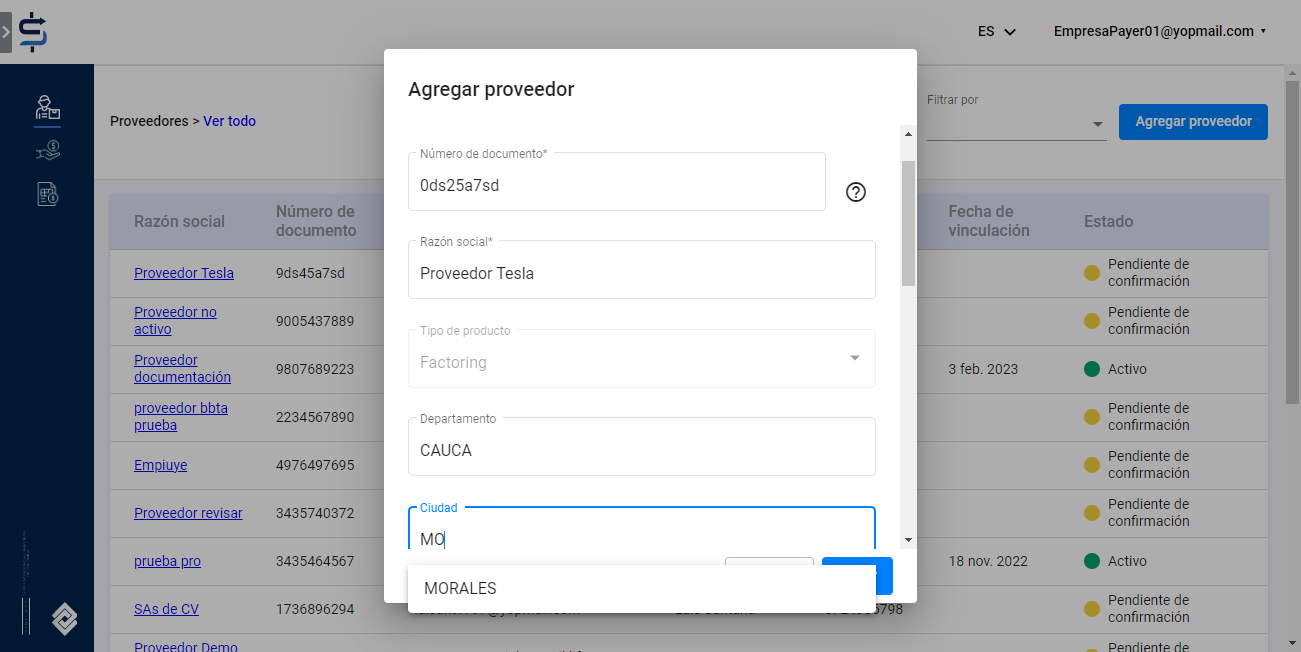 ES
EmpresaPayer01@yopmail.com
Proveedores > Ver todo
Filtrar por
Agregar proveedor
Razón social
Número de documento
Fecha de vinculación
Estado
Proveedor Tesla
9ds45a7sd
Pendiente de confirmación
Proveedor no activo
9005437889
Pendiente de confirmación
Proveedor documentación
9807689223
3 feb. 2023
Activo
proveedor bbta prueba
2234567890
Pendiente de confirmación
Empiuye
4976497695
Pendiente de confirmación
Proveedor revisar
3435740372
Pendiente de confirmación
prueba pro
3435464567
18 nov. 2022
Activo
SAs de CV
1736896294
Pendiente de confirmación
Proveedor Demo
Pendiente de
Agregar proveedor
Número de documento*
0ds25a7sd
Razón social*
Proveedor Tesla
Tipo de producto
Factoring
Departamento
CAUCA
Ciudad
MO
MORALES